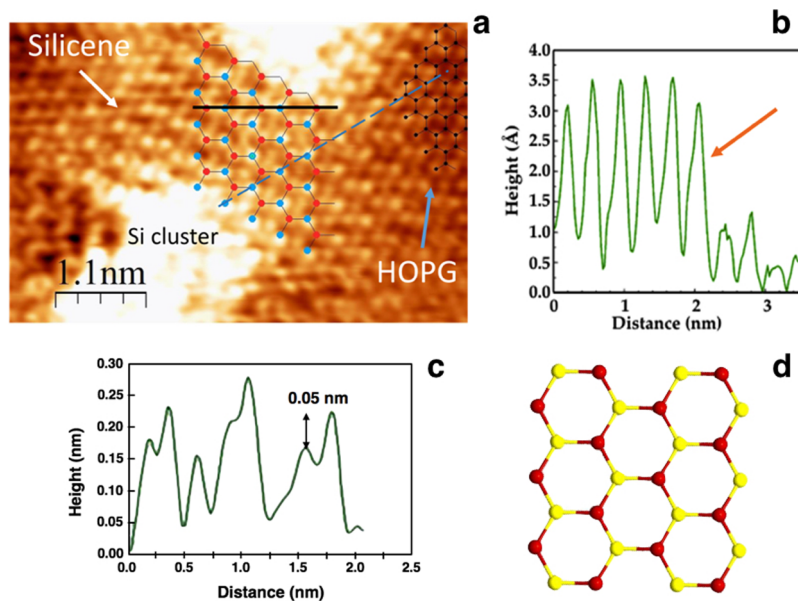 a
Silicene
Si cluster
1.1nm
HOPG
b
4.0
3.5
3.0
2.5
2.0
1.5
1.0
0.5
0.0
Height (Å)
0 1 2 3
Distance (nm)
c
0.30
0.25
0.20
0.15
0.10
0.05
0.00
Height (nm)
0.05 nm
0.0 0.5 1.0 1.5 2.0 2.5
Distance (nm)
d